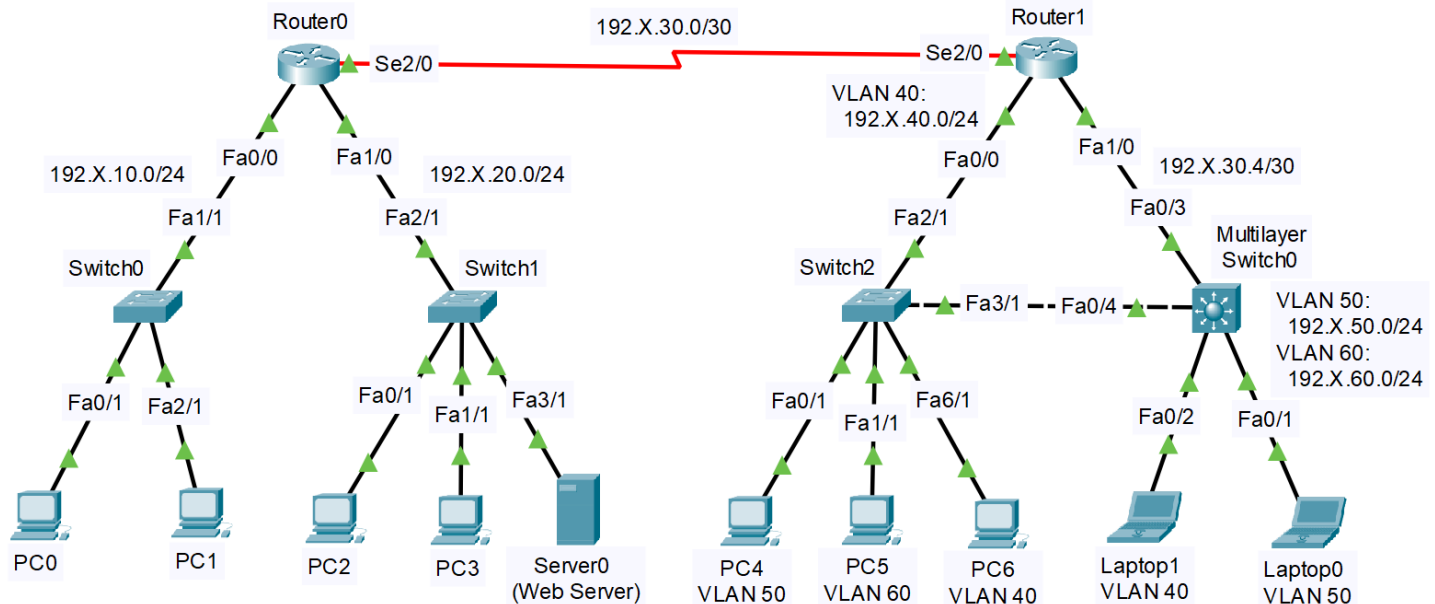 Router0
192.X.30.0/30
Router1
Se2/0
Se2/0
VLAN 40:
192.X.40.0/24
Fa0/0
Fa1/0
Fa0/0
Fa1/0
192.X.10.0/24
192.X.20.0/24
192.X.30.4/30
Fa1/1
Fa2/1
Fa2/1
Fa0/3
Switch0
Switch1
Switch2
Multilayer
Switch0
Fa3/1
Fa0/4
VLAN 50:
192.X.50.0/24
VLAN 60:
192.X.60.0/24
Fa0/1
Fa2/1
Fa0/1
Fa1/1
Fa3/1
Fa0/1
Fa1/1
Fa6/1
Fa0/2
Fa0/1
PC0
PC1
PC2
PC3
Server0
(Web Server)
PC4
VLAN 50
PC5
VLAN 60
PC6
VLAN 40
Laptop1
VLAN 40
Laptop0
VLAN 50